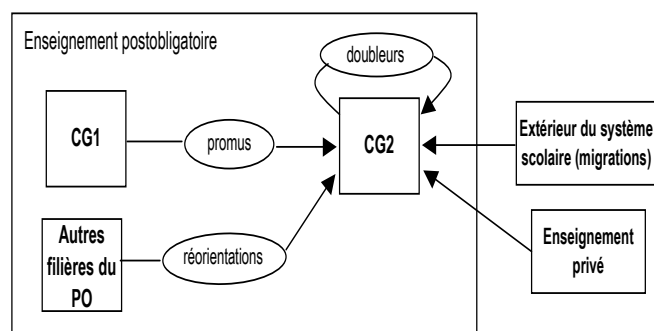 Enseignement postobligatoire
doubleurs
CG1
promus
CG2
Extérieur du système
scolaire (migrations)
Autres
filières du
PO
réorientations
Enseignement
privé